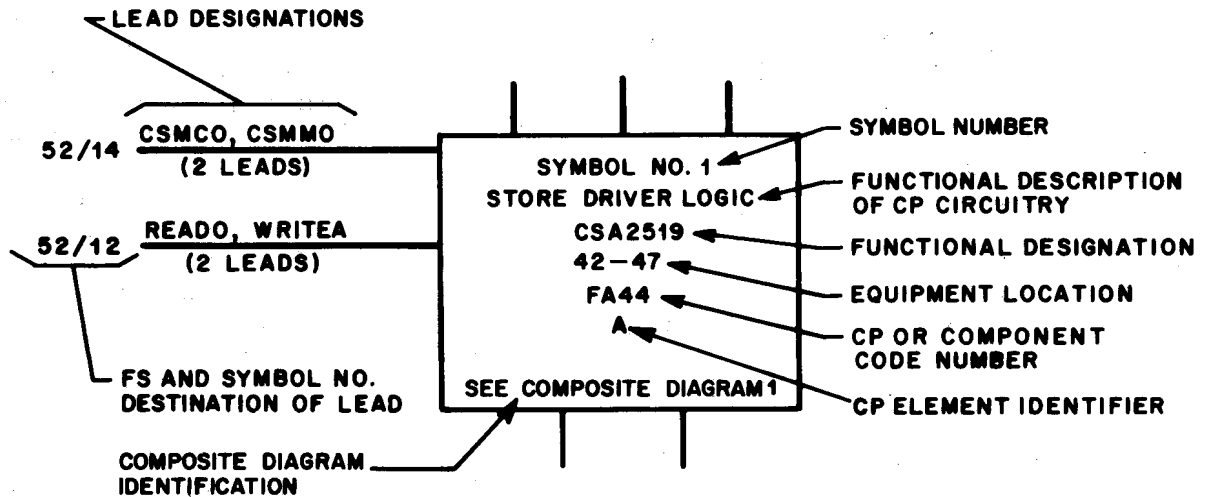 LEAD DESIGNATIONS
52/14
CSMCO, CSMMO
(2 LEADS)
52/12
READO, WRITEA
(2 LEADS)
FS AND SYMBOL NO.
DESTINATION OF LEAD
COMPOSITE DIAGRAM
IDENTIFICATION
SYMBOL NO. 1
STORE DRIVER LOGIC
CSA2519
42-47
FA44
A
SEE COMPOSITE DIAGRAM 1
SYMBOL NUMBER
FUNCTIONAL DESCRIPTION
OF CP CIRCUITRY
FUNCTIONAL DESIGNATION
EQUIPMENT LOCATION
CP OR COMPONENT
CODE NUMBER
CP ELEMENT IDENTIFIER